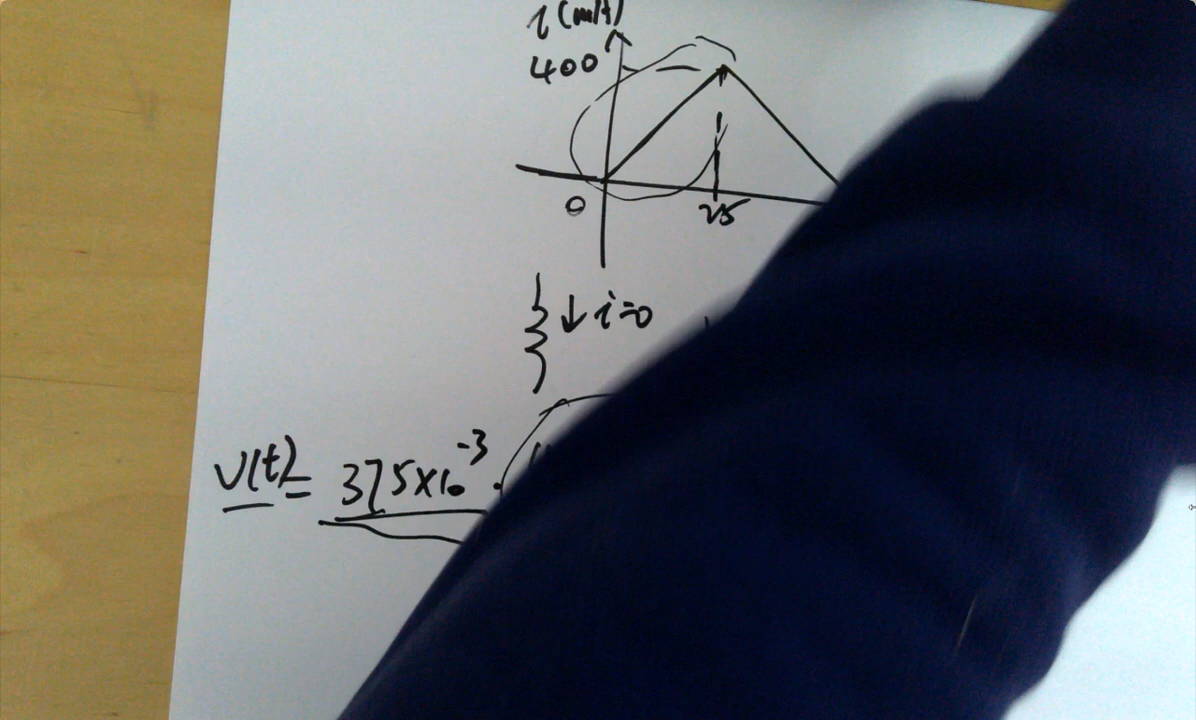 i(mA)
400
0
25
↓ i=0
v(t)= 375×10⁻³ ·